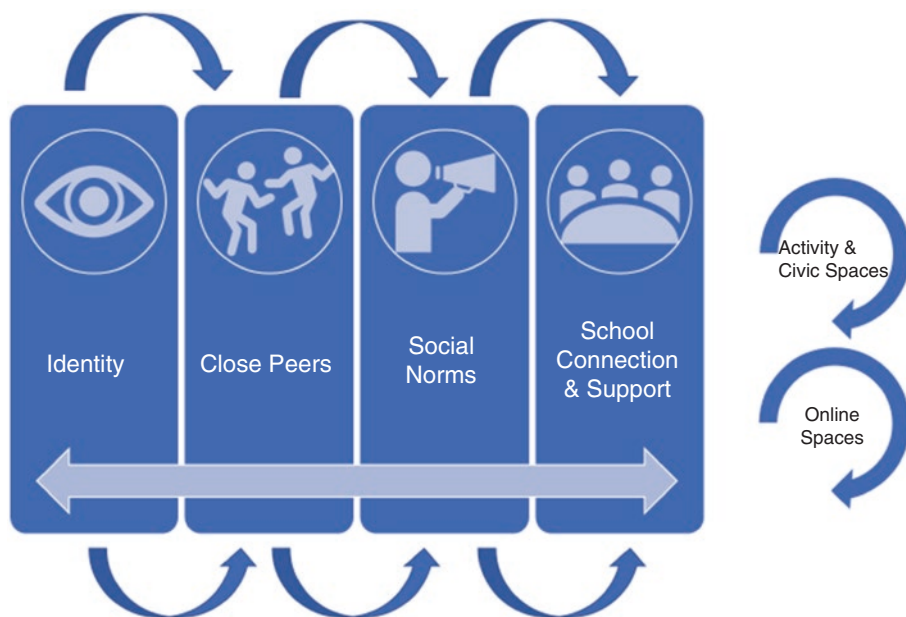 Identity
Close Peers
Social
Norms
School
Connection
& Support
Activity &
Civic Spaces
Online
Spaces